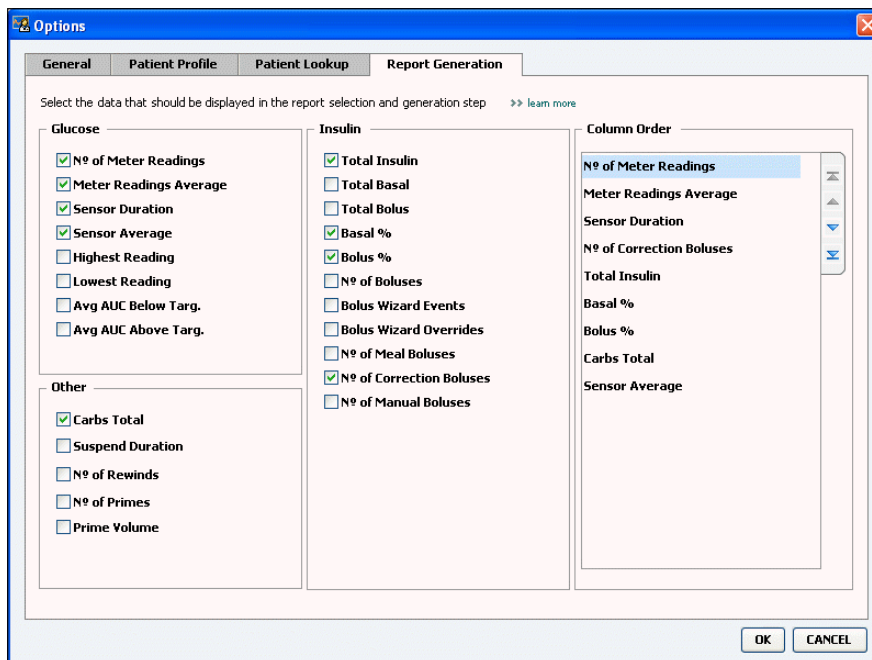 Options
General
Patient Profile
Patient Lookup
Report Generation
Select the data that should be displayed in the report selection and generation step >> learn more
Glucose
Nº of Meter Readings
Meter Readings Average
Sensor Duration
Sensor Average
Highest Reading
Lowest Reading
Avg AUC Below Targ.
Avg AUC Above Targ.
Other
Carbs Total
Suspend Duration
Nº of Rewinds
Nº of Primes
Prime Volume
Insulin
Total Insulin
Total Basal
Total Bolus
Basal %
Bolus %
Nº of Boluses
Bolus Wizard Events
Bolus Wizard Overrides
Nº of Meal Boluses
Nº of Correction Boluses
Nº of Manual Boluses
Column Order
Nº of Meter Readings
Meter Readings Average
Sensor Duration
Nº of Correction Boluses
Total Insulin
Basal %
Bolus %
Carbs Total
Sensor Average
OK
CANCEL